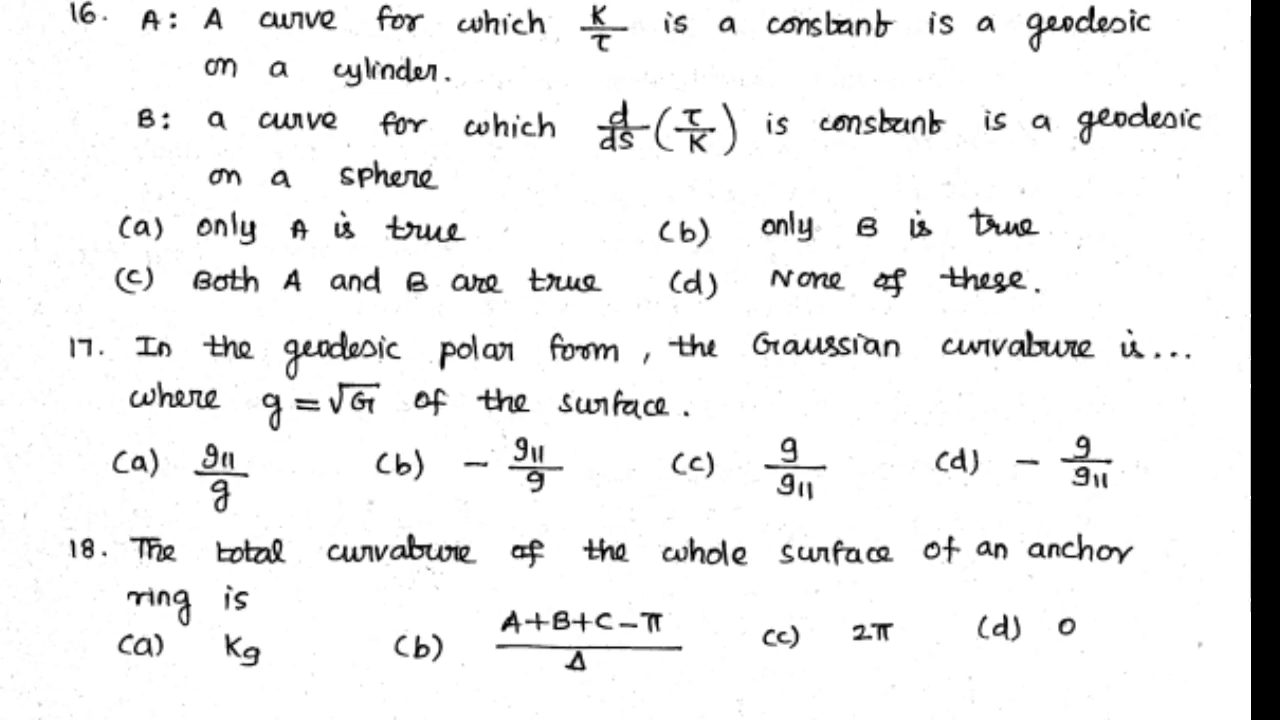 16. A: A curve for which K/τ is a constant is a geodesic
on a cylinder.
B: a curve for which d/ds (τ/K) is constant is a geodesic
on a sphere
(a) only A is true (b) only B is true
(c) Both A and B are true (d) None of these.
17. In the geodesic polar form, the Gaussian curvature is...
where g = √G of the surface.
(a) g₁₁/g (b) - g₁₁/g (c) g/g₁₁ (d) - g/g₁₁
18. The total curvature of the whole surface of an anchor
ring is
(a) Kg (b) A+B+C-π/Δ (c) 2π (d) 0